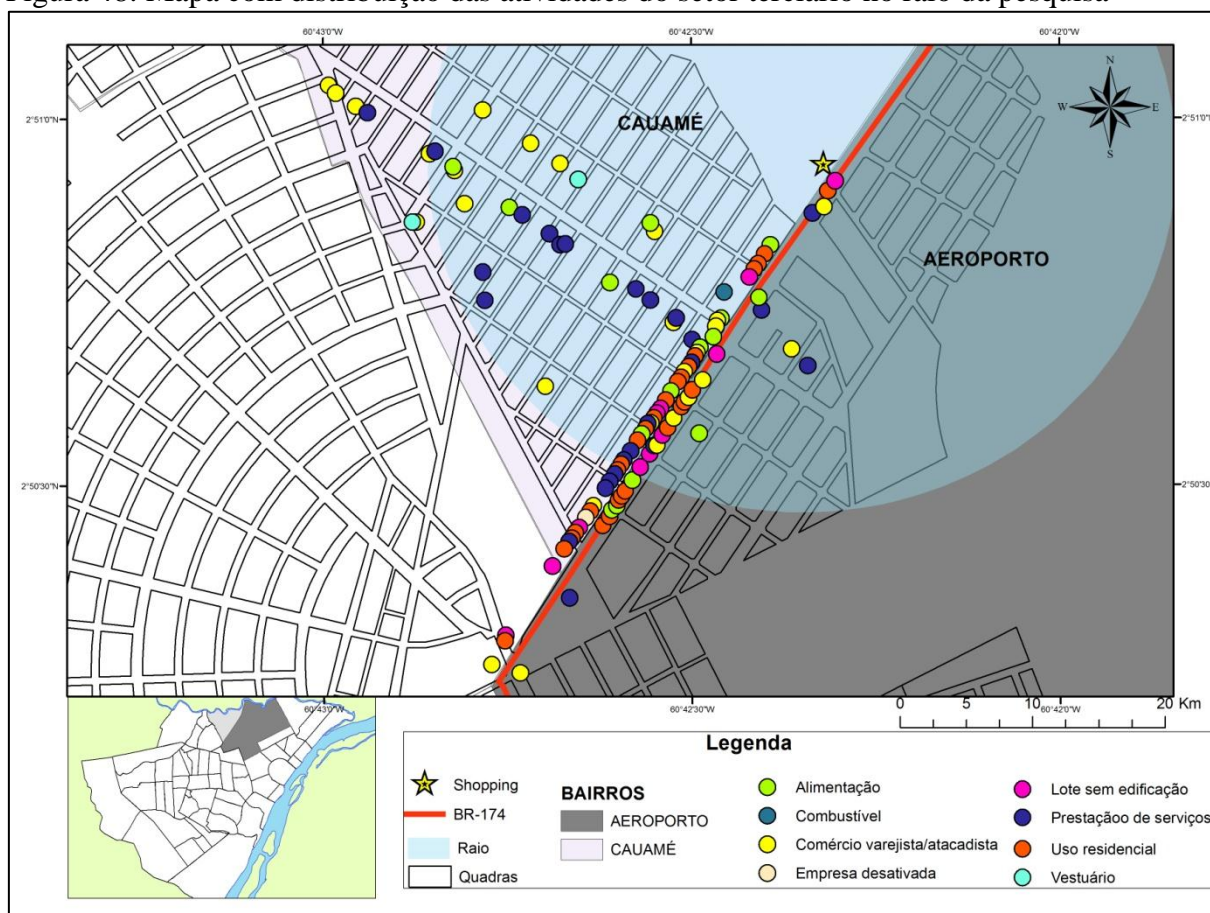 Figura 48: Mapa com distribuição das atividades do setor terciário no raio da pesquisa
60°43'0"W
60°42'30"W
60°42'0"W
N
W
E
S
2°51'0"N
2°51'0"N
CAUAMÉ
AEROPORTO
2°50'30"N
2°50'30"N
60°43'0"W
60°42'30"W
60°42'0"W
0 5 10 20 Km
Legenda
Shopping
BR-174
Raio
Quadras
BAIRROS
AEROPORTO
CAUAMÉ
Alimentação
Combustível
Comércio varejista/atacadista
Empresa desativada
Lote sem edificação
Prestaçãoo de serviços
Uso residencial
Vestuário